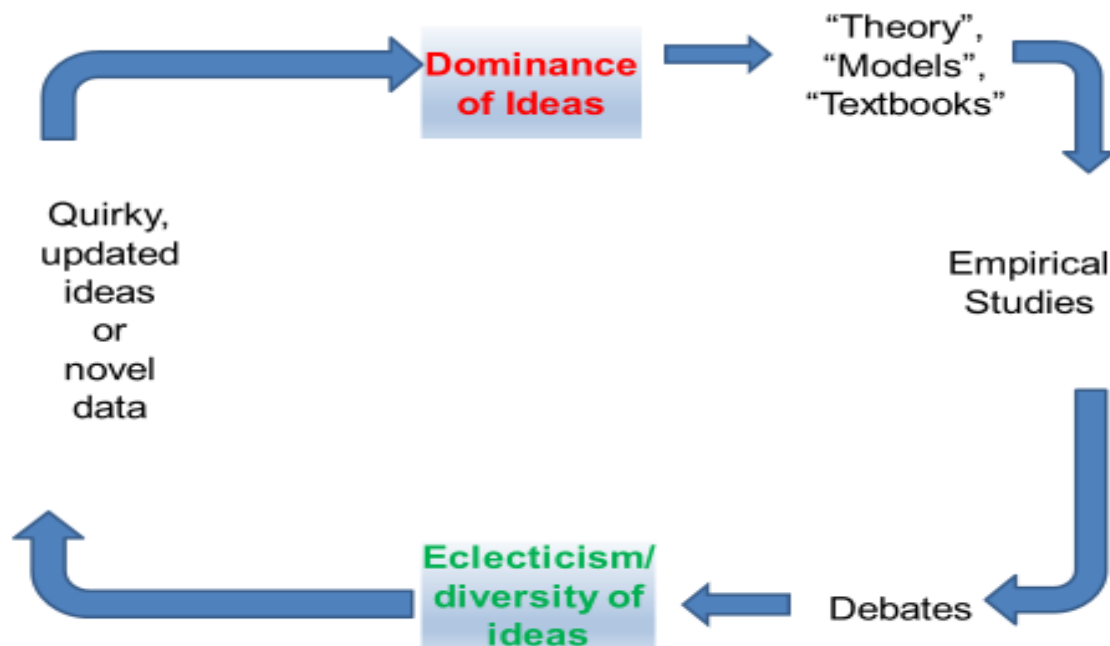 Dominance
of Ideas
“Theory”,
“Models”,
“Textbooks”
Empirical
Studies
Debates
Eclecticism/
diversity of
ideas
Quirky,
updated
ideas
or
novel
data